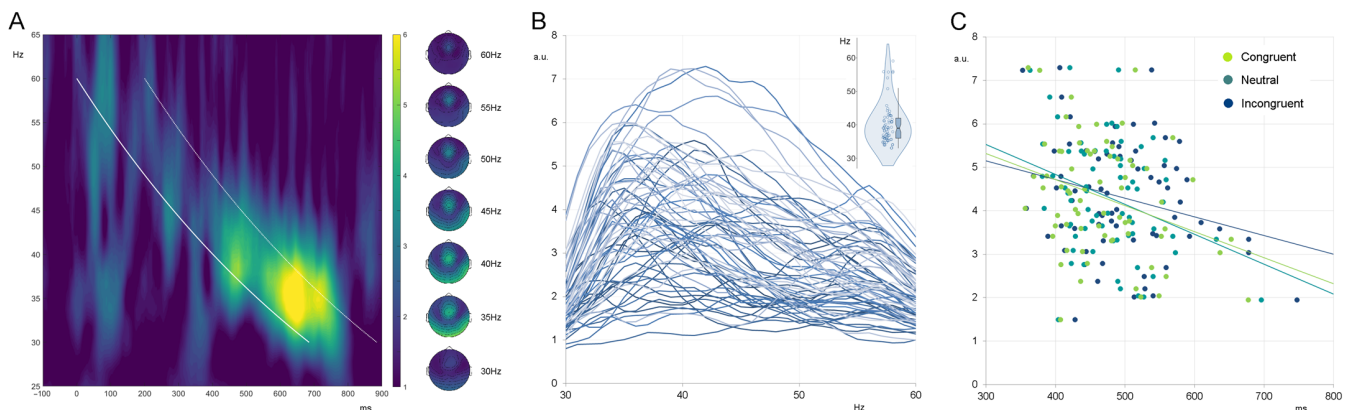 A
Hz
65
60
55
50
45
40
35
30
25
-100
0
100
200
300
400
500
600
700
800
900
ms
6
5
4
3
2
1
60Hz
55Hz
50Hz
45Hz
40Hz
35Hz
30Hz
B
a.u.
8
7
6
5
4
3
2
1
0
30
40
50
60
Hz
Hz
60
50
40
30
C
a.u.
8
7
6
5
4
3
2
1
0
300
400
500
600
700
800
ms
Congruent
Neutral
Incongruent